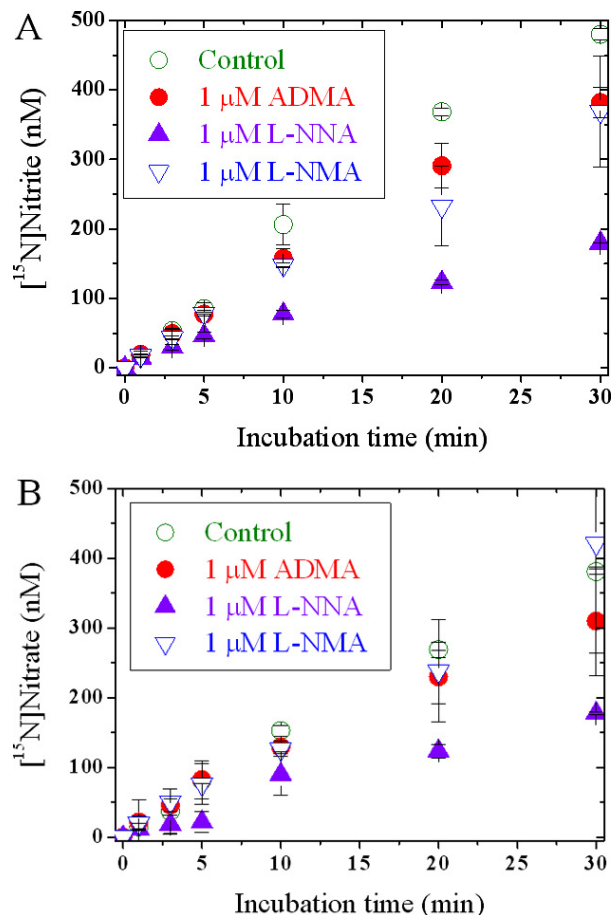 A
500
400
300
200
100
0
[¹⁵N]Nitrite (nM)
Control
1 μM ADMA
1 μM L-NNA
1 μM L-NMA
0 5 10 15 20 25 30
Incubation time (min)
B
500
400
300
200
100
0
[¹⁵N]Nitrate (nM)
Control
1 μM ADMA
1 μM L-NNA
1 μM L-NMA
0 5 10 15 20 25 30
Incubation time (min)